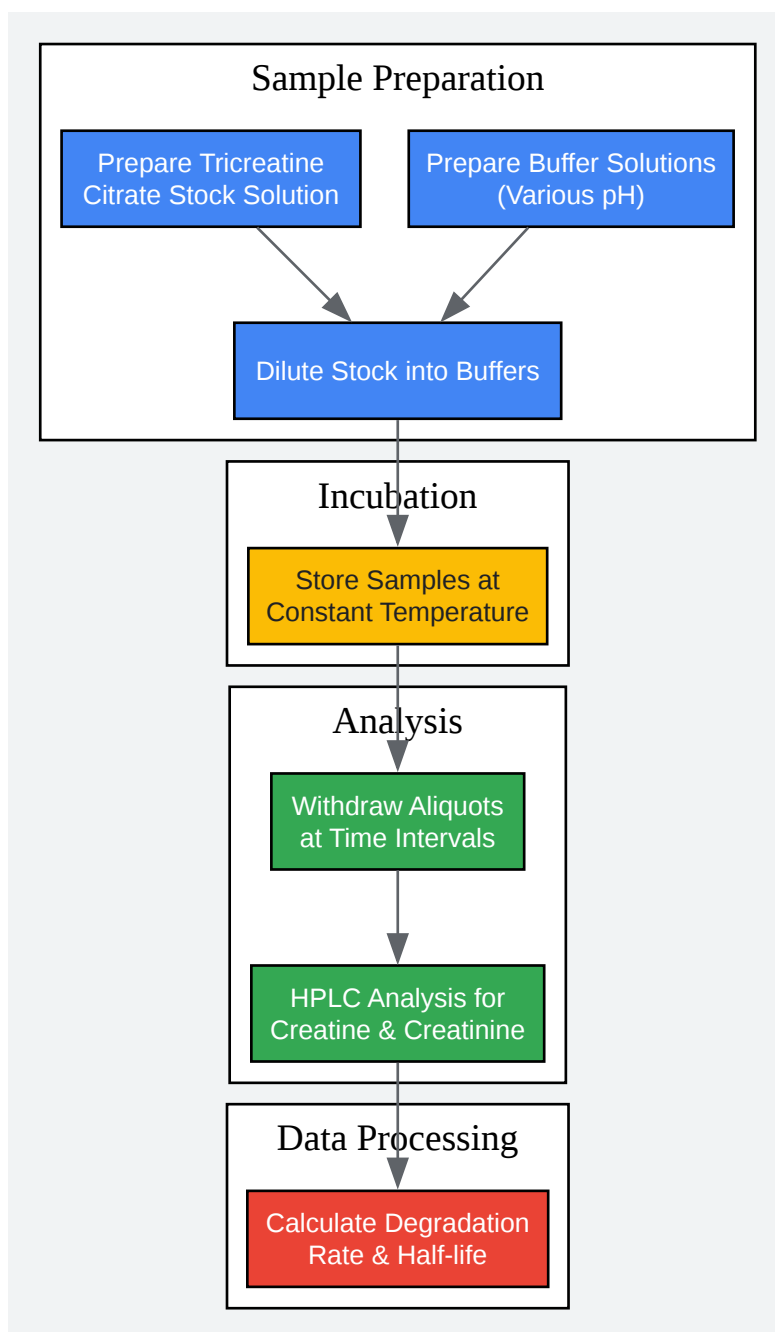 Sample Preparation
Prepare Tricreatine
Citrate Stock Solution
Prepare Buffer Solutions
(Various pH)
Dilute Stock into Buffers
Incubation
Store Samples at
Constant Temperature
Analysis
Withdraw Aliquots
at Time Intervals
HPLC Analysis for
Creatine & Creatinine
Data Processing
Calculate Degradation
Rate & Half-life